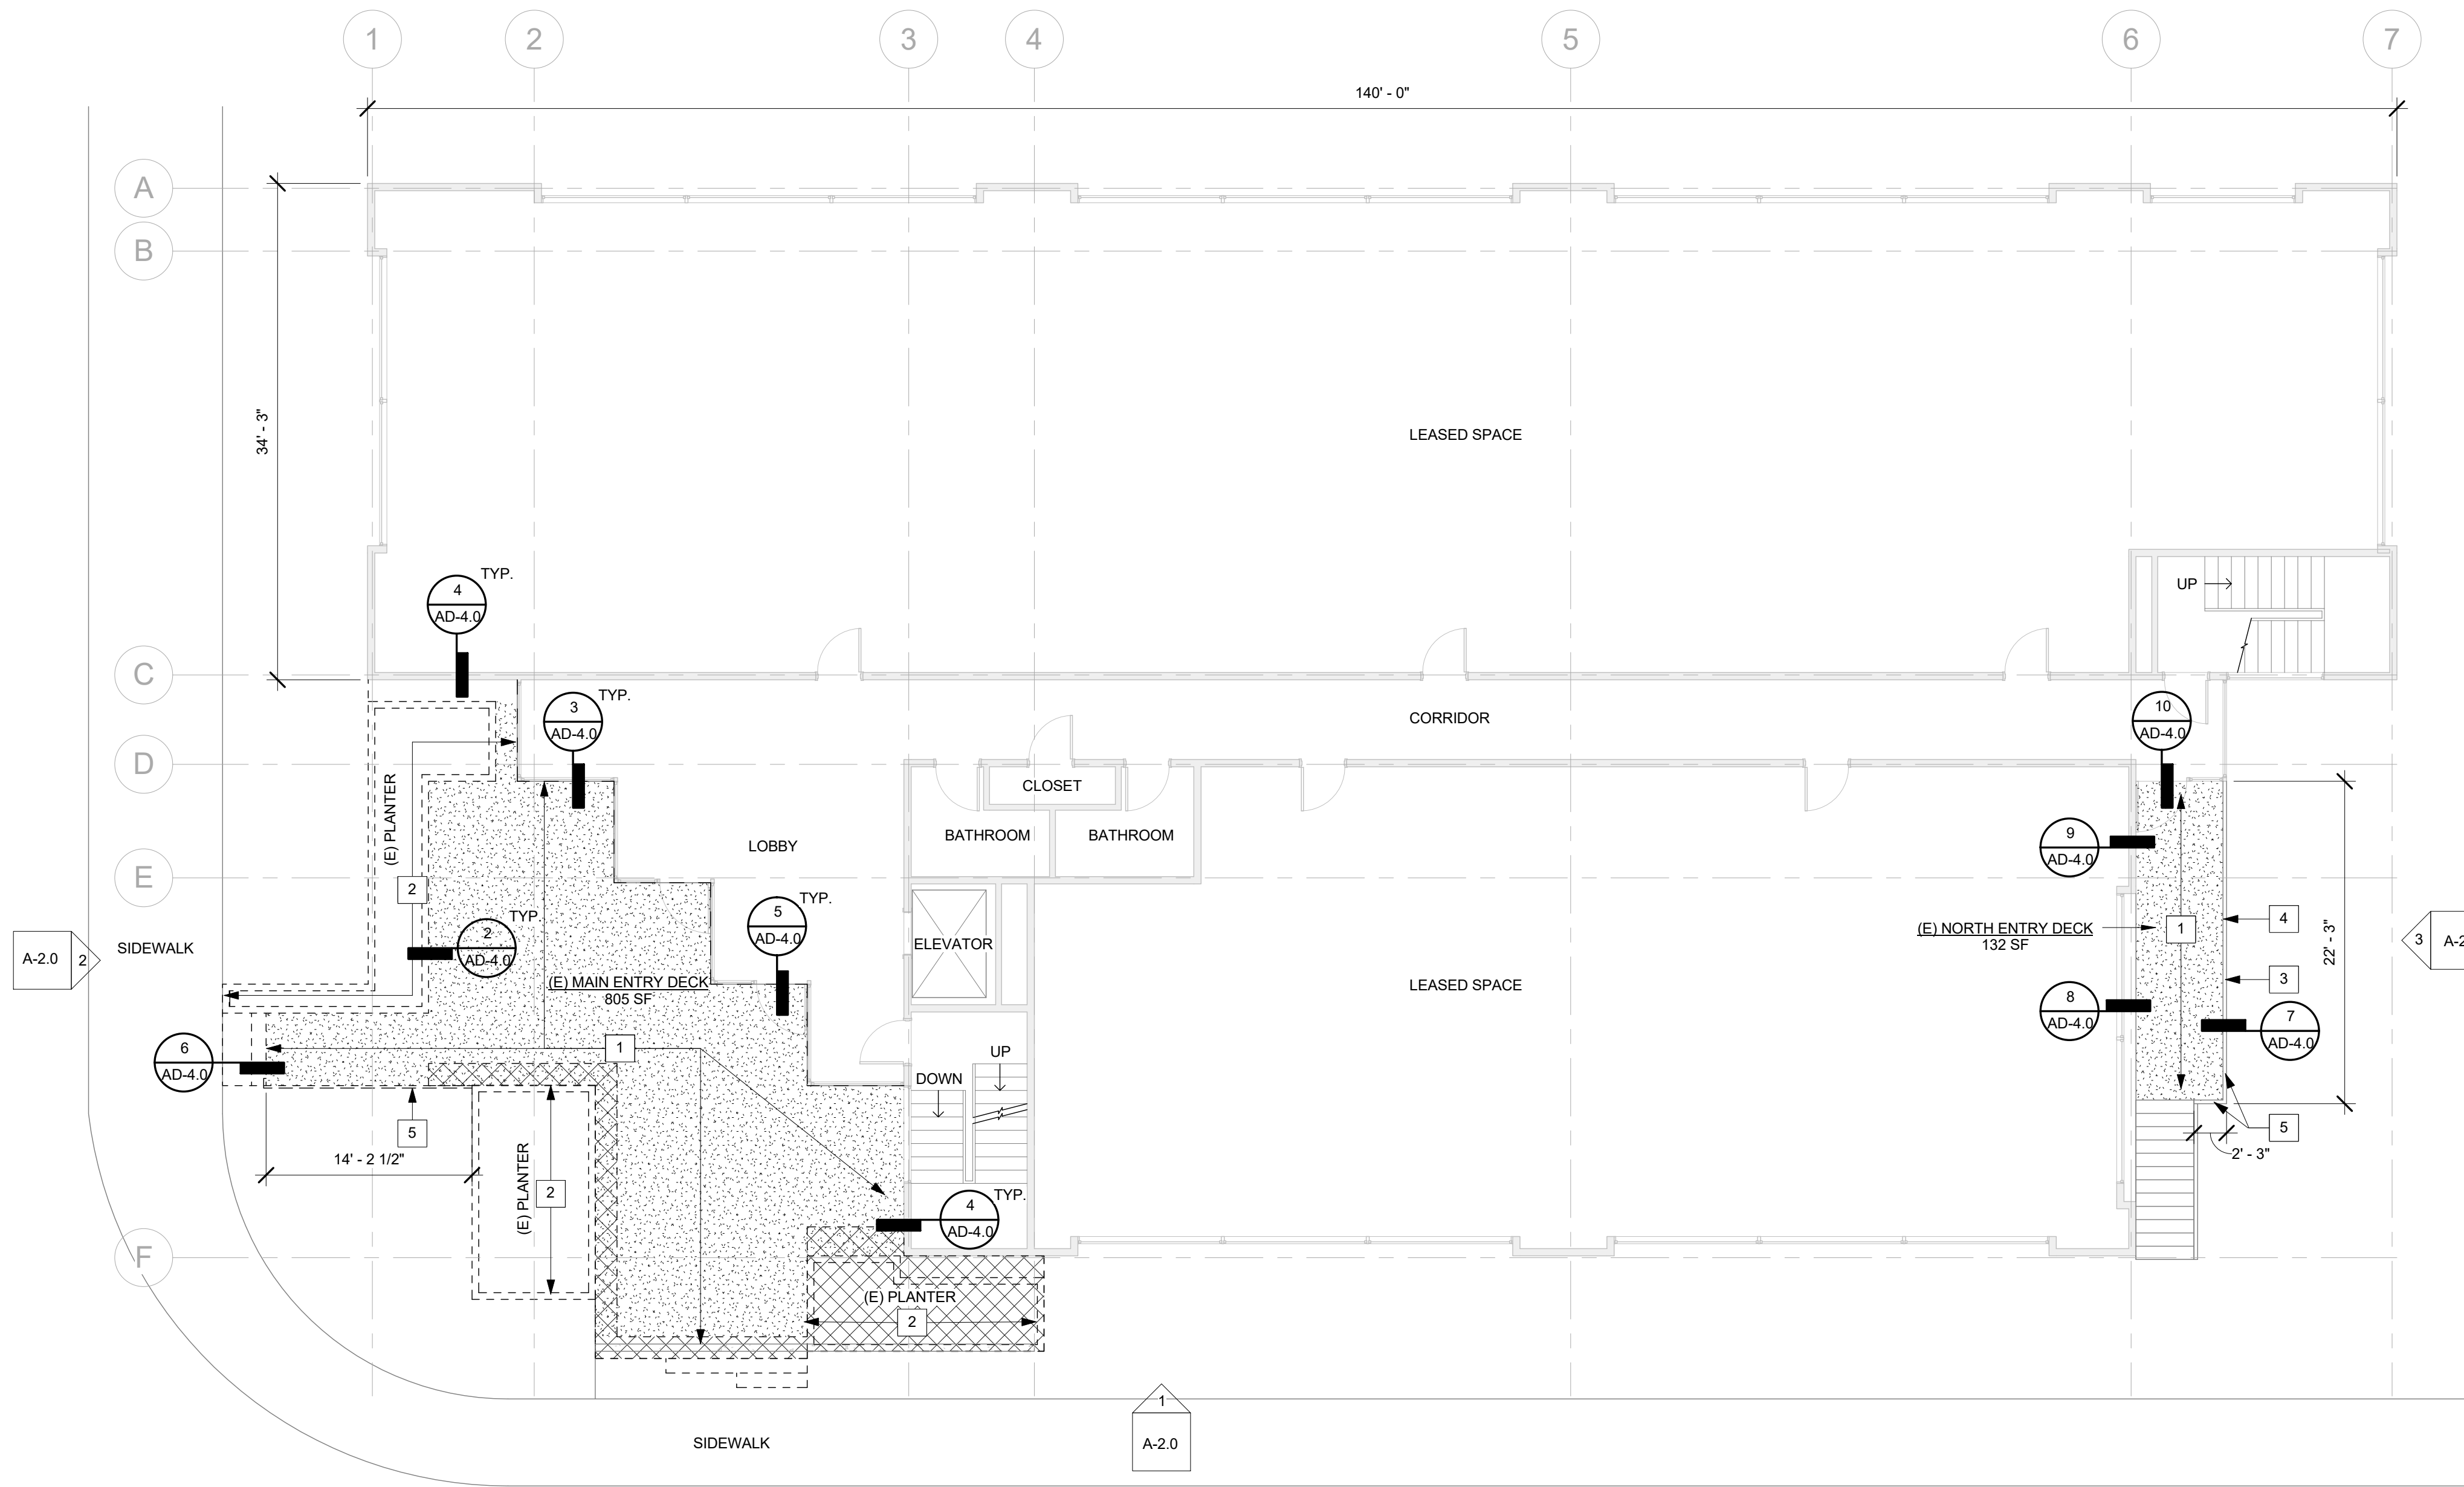 1 2 3 4 5 6 7
140' - 0"
A
B
34' - 3"
LEASED SPACE
TYP.
4
AD-4.0
UP
C
TYP.
3
AD-4.0
CORRIDOR
10
AD-4.0
D
CLOSET
(E) PLANTER
BATHROOM
BATHROOM
LOBBY
9
AD-4.0
E
2
TYP.
5
AD-4.0
TYP.
2
AD-4.0
4
(E) NORTH ENTRY DECK
132 SF
1
22' - 3"
SIDEWALK
A-2.0 2
ELEVATOR
3
(E) MAIN ENTRY DECK
805 SF
LEASED SPACE
3
8
AD-4.0
7
AD-4.0
6
AD-4.0
1
UP
DOWN
5
5
14' - 2 1/2"
2' - 3"
(E) PLANTER
2
TYP.
4
AD-4.0
F
(E) PLANTER
2
1
A-2.0
SIDEWALK